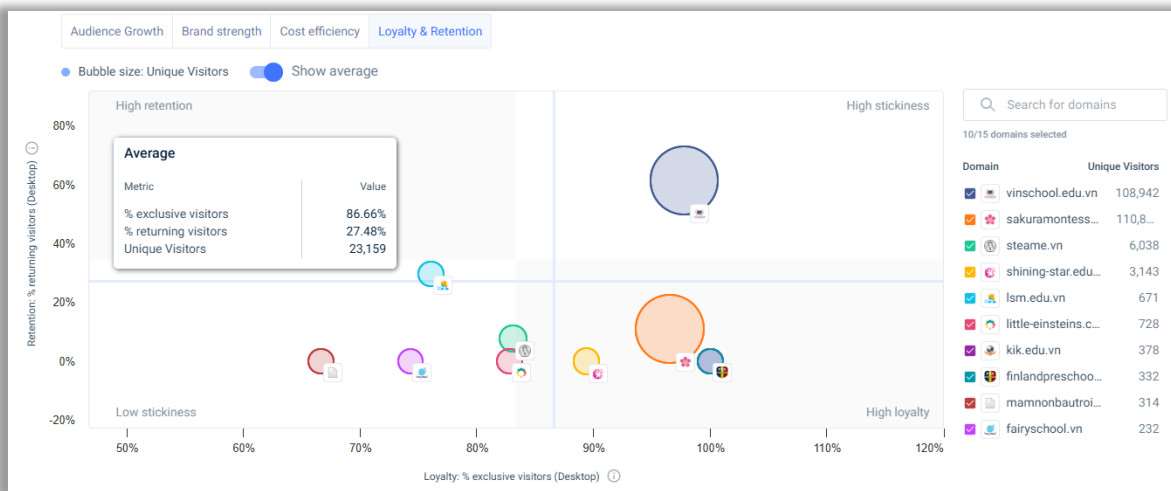 Audience Growth Brand strength Cost efficiency Loyalty & Retention
Bubble size: Unique Visitors Show average
High retention High stickiness
Search for domains
10/15 domains selected
Domain Unique Visitors
vinschool.edu.vn 108,942
sakuramontess... 110,8...
steame.vn 6,038
shining-star.edu... 3,143
lsm.edu.vn 671
little-einsteins.c... 728
kik.edu.vn 378
finlandpreschoo... 332
mamnonbautroi... 314
fairyschool.vn 232
Retention: % returning visitors (Desktop)
80%
60%
40%
20%
0%
-20%
Average
Metric Value
% exclusive visitors 86.66%
% returning visitors 27.48%
Unique Visitors 23,159
Low stickiness High loyalty
50% 60% 70% 80% 90% 100% 110% 120%
Loyalty: % exclusive visitors (Desktop)